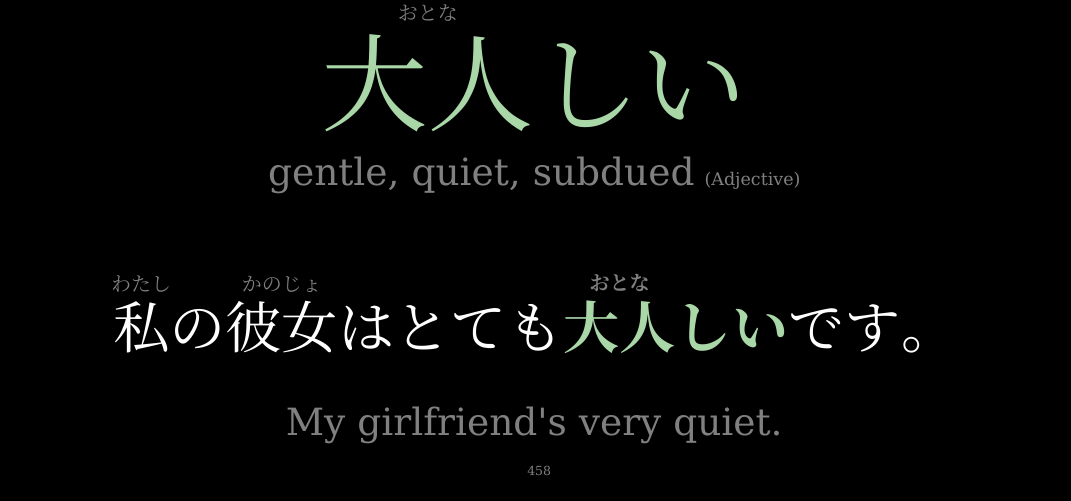 おとな
大人しい
gentle, quiet, subdued (Adjective)
わたし かのじょ おとな
私の彼女はとても大人しいです。
My girlfriend's very quiet.
458